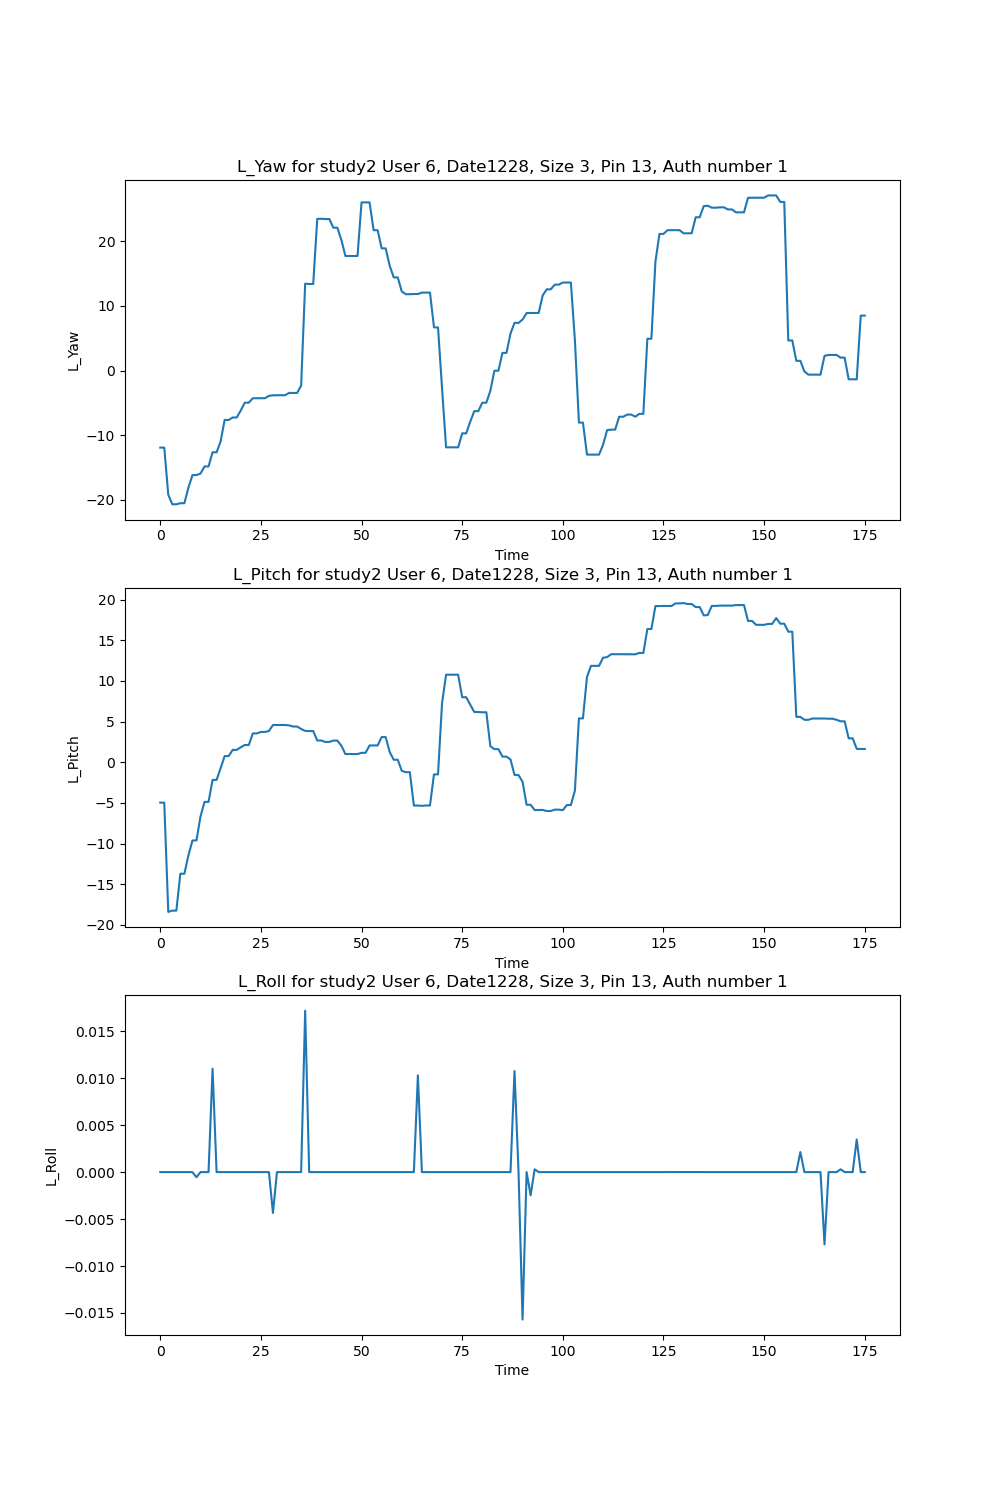 L_Yaw for study2 User 6, Date1228, Size 3, Pin 13, Auth number 1
20
10
0
−10
−20
L_Yaw
0 25 50 75 100 125 150 175
Time
L_Pitch for study2 User 6, Date1228, Size 3, Pin 13, Auth number 1
20
15
10
5
0
−5
−10
−15
−20
L_Pitch
0 25 50 75 100 125 150 175
Time
L_Roll for study2 User 6, Date1228, Size 3, Pin 13, Auth number 1
0.015
0.010
0.005
0.000
−0.005
−0.010
−0.015
L_Roll
0 25 50 75 100 125 150 175
Time